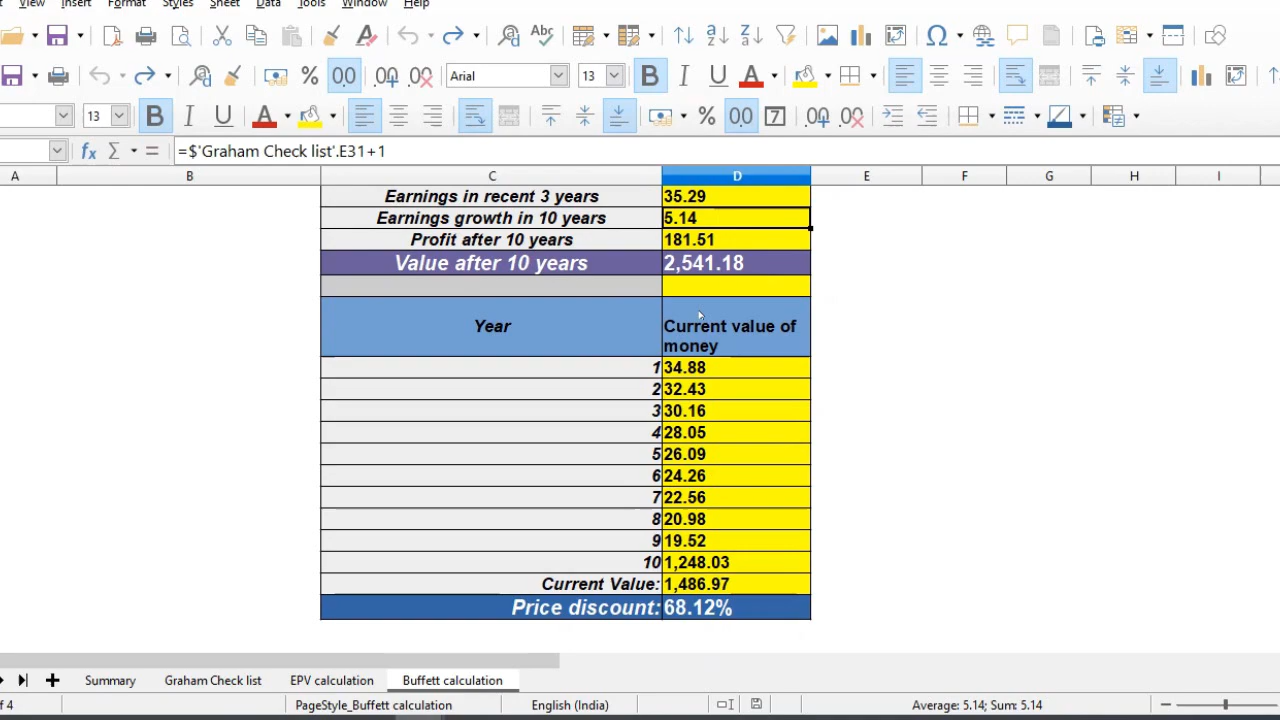 View Insert Format Styles Sheet Data Tools Window Help
Arial 13
13
=$'Graham Check list'.E31+1
A B C D E F G H I
Earnings in recent 3 years 35.29
Earnings growth in 10 years 5.14
Profit after 10 years 181.51
Value after 10 years 2,541.18
Year Current value of
money
1 34.88
2 32.43
3 30.16
4 28.05
5 26.09
6 24.26
7 22.56
8 20.98
9 19.52
10 1,248.03
Current Value: 1,486.97
Price discount: 68.12%
Summary Graham Check list EPV calculation Buffett calculation
of 4 PageStyle_Buffett calculation English (India) Average: 5.14; Sum: 5.14